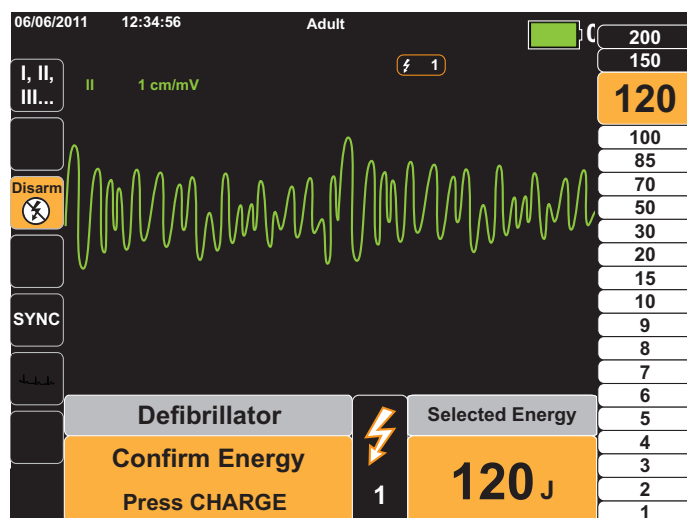 06/06/2011 12:34:56 Adult
1
I, II,
III...
II 1 cm/mV
Disarm
SYNC
200
150
120
100
85
70
50
30
20
15
10
9
8
7
6
5
4
3
2
1
Defibrillator
Confirm Energy
Press CHARGE
1
Selected Energy
120 J